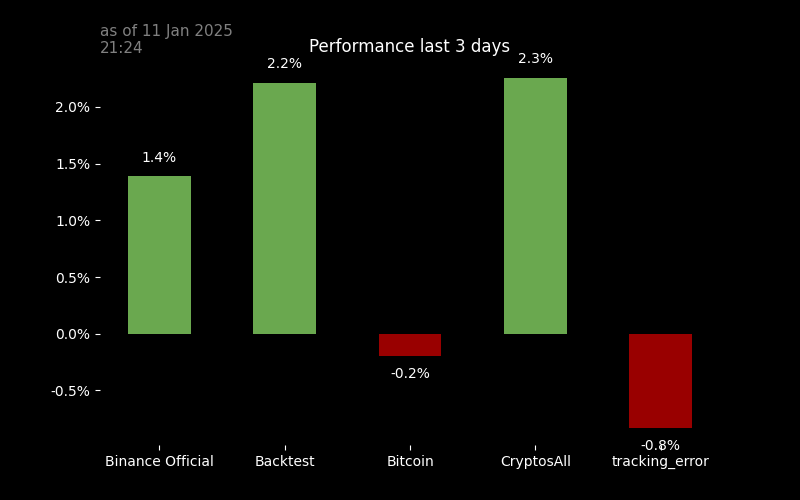 as of 11 Jan 2025
21:24
Performance last 3 days
2.2%
2.3%
2.0%
1.5%
1.4%
1.0%
0.5%
0.0%
-0.2%
-0.5%
-0.8%
Binance Official
Backtest
Bitcoin
CryptosAll
tracking_error